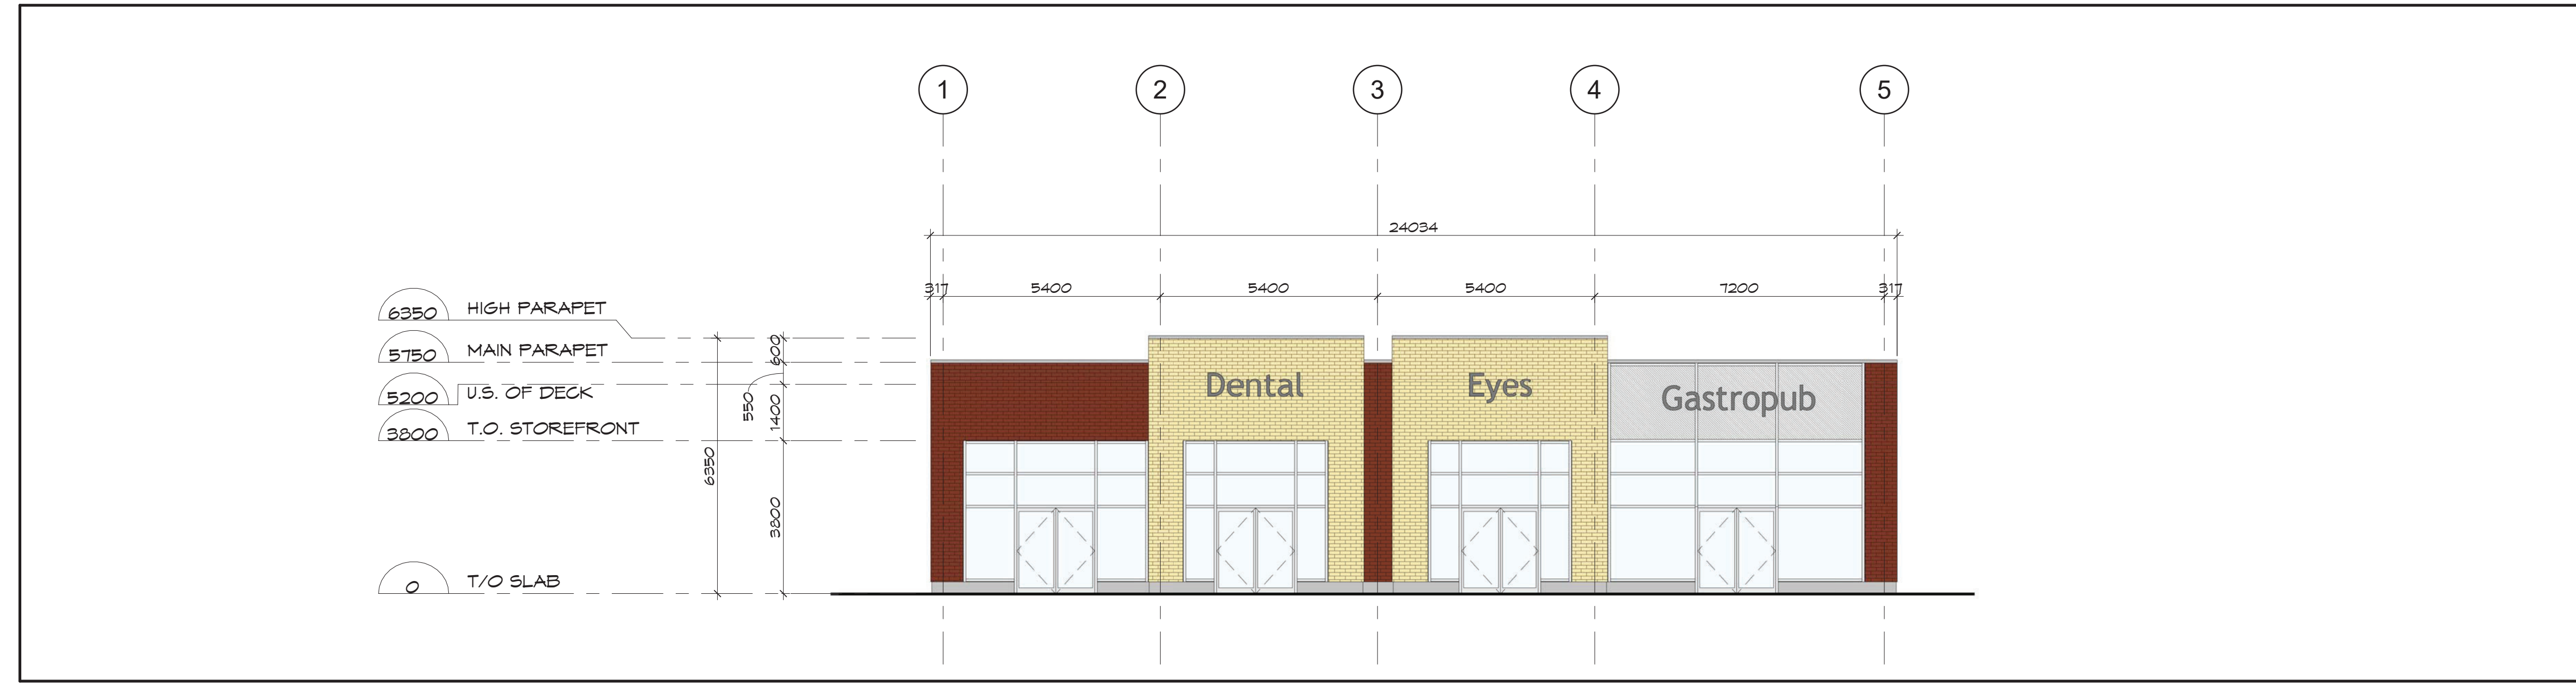 1 2 3 4 5
24034
317 5400 5400 5400 7200 317
6350 HIGH PARAPET
5750 MAIN PARAPET
5200 U.S. OF DECK
3800 T.O. STOREFRONT
0 T/O SLAB
6350
600
550
1400
3800
Dental
Eyes
Gastropub